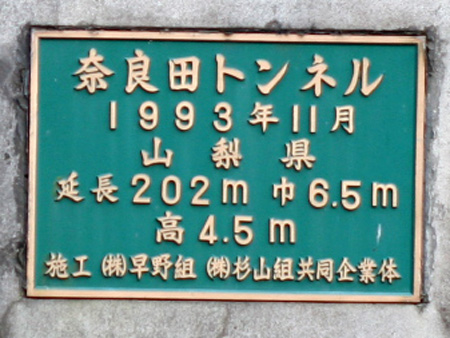 奈良田トンネル
1993年11月
山梨県
延長202m 巾6.5m
高4.5m
施工 ㈱早野組 ㈱杉山組共同企業体